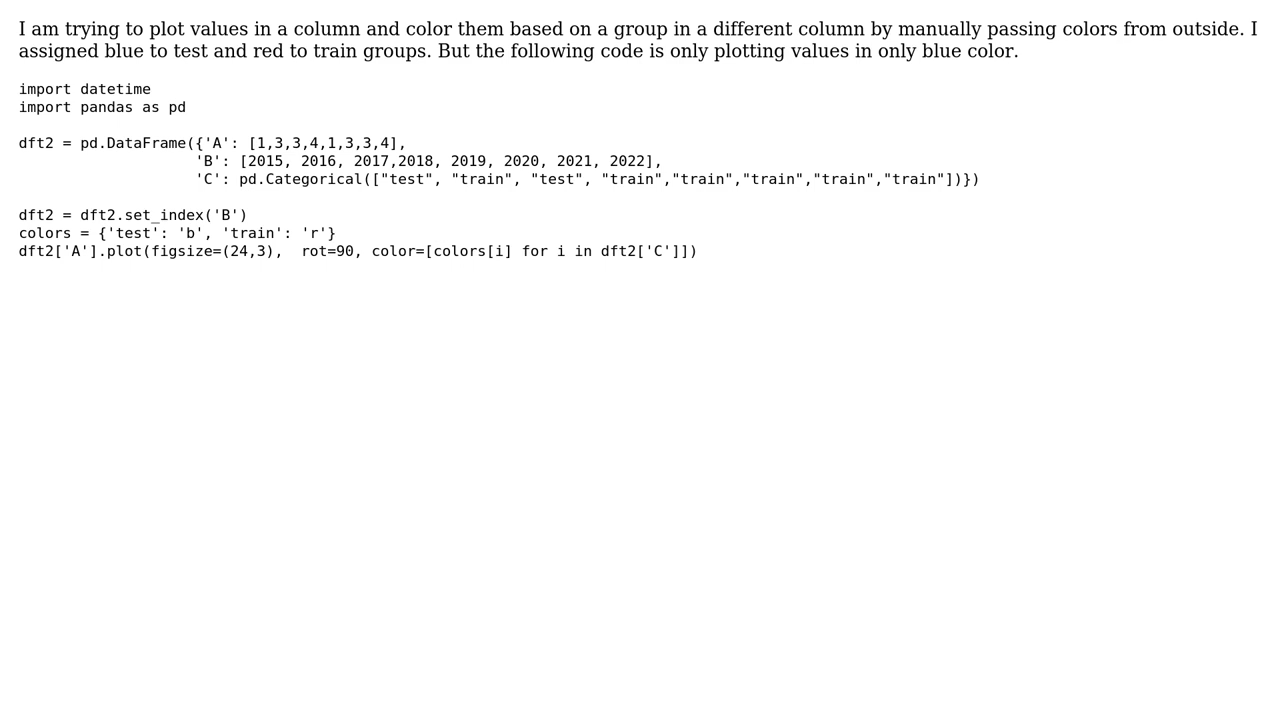 I am trying to plot values in a column and color them based on a group in a different column by manually passing colors from outside. I
assigned blue to test and red to train groups. But the following code is only plotting values in only blue color.
import datetime
import pandas as pd
dft2 = pd.DataFrame({'A': [1,3,3,4,1,3,3,4],
                    'B': [2015, 2016, 2017,2018, 2019, 2020, 2021, 2022],
                    'C': pd.Categorical(["test", "train", "test", "train","train","train","train","train"])})
dft2 = dft2.set_index('B')
colors = {'test': 'b', 'train': 'r'}
dft2['A'].plot(figsize=(24,3),  rot=90, color=[colors[i] for i in dft2['C']])